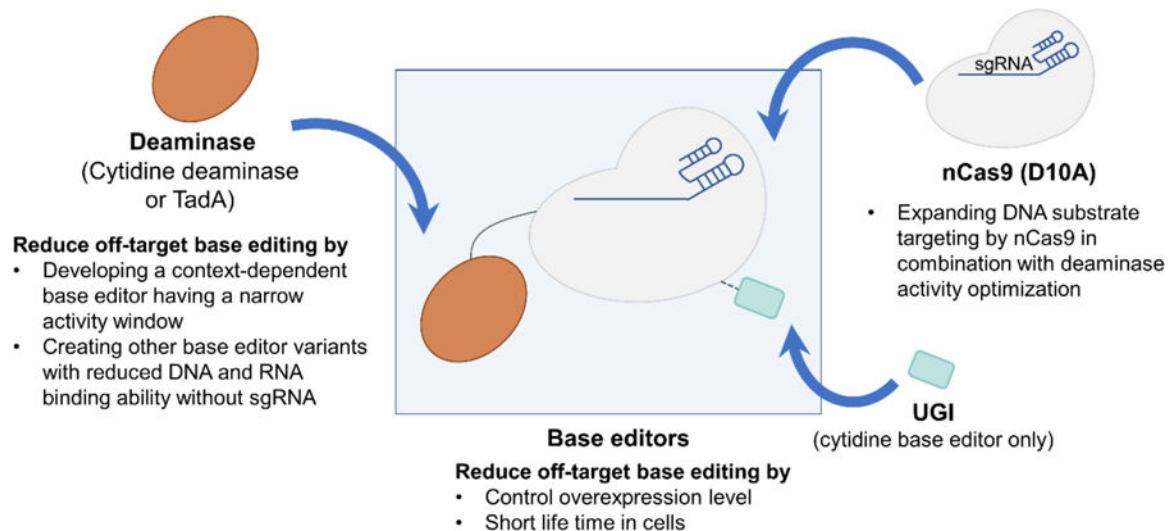 Deaminase
(Cytidine deaminase
or TadA)
Reduce off-target base editing by
• Developing a context-dependent
base editor having a narrow
activity window
• Creating other base editor variants
with reduced DNA and RNA
binding ability without sgRNA
sgRNA
nCas9 (D10A)
• Expanding DNA substrate
targeting by nCas9 in
combination with deaminase
activity optimization
UGI
(cytidine base editor only)
Base editors
Reduce off-target base editing by
• Control overexpression level
• Short life time in cells